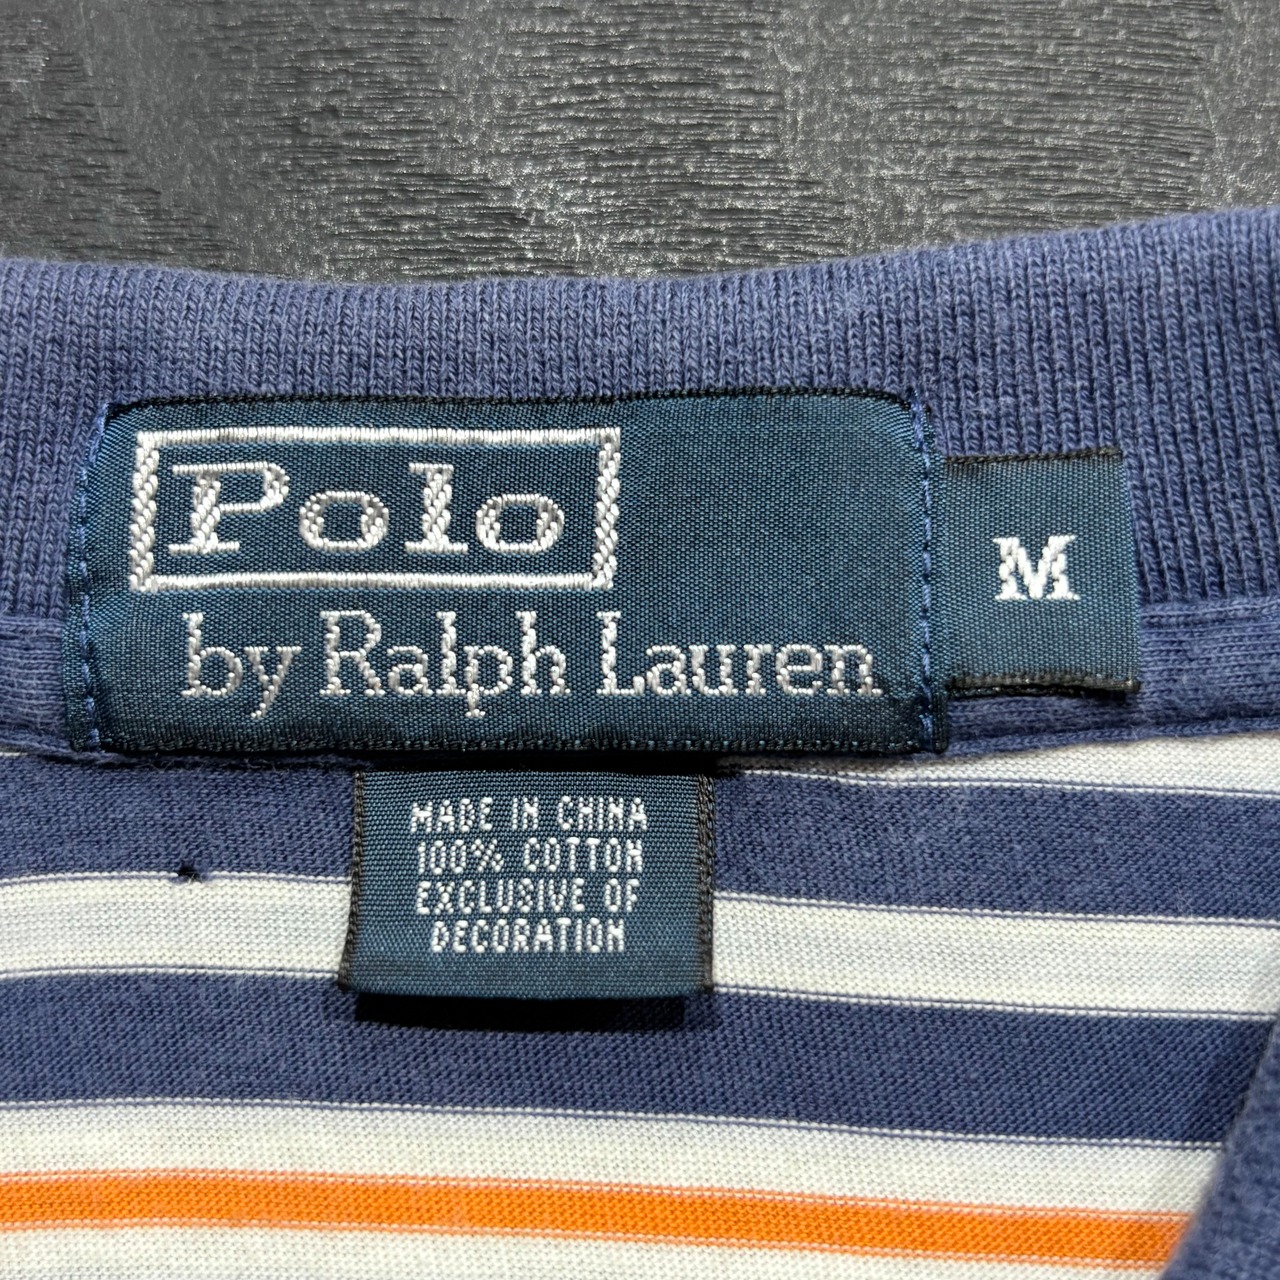 Polo
by Ralph Lauren
M
MADE IN CHINA
100% COTTON
EXCLUSIVE OF
DECORATION